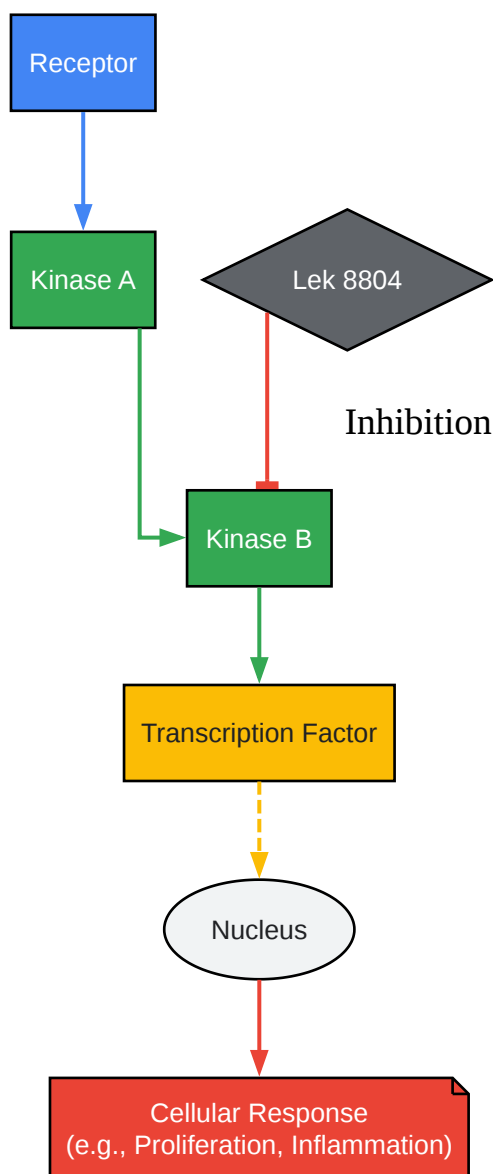 Receptor
Kinase A
Lek 8804
Inhibition
Kinase B
Transcription Factor
Nucleus
Cellular Response
(e.g., Proliferation, Inflammation)